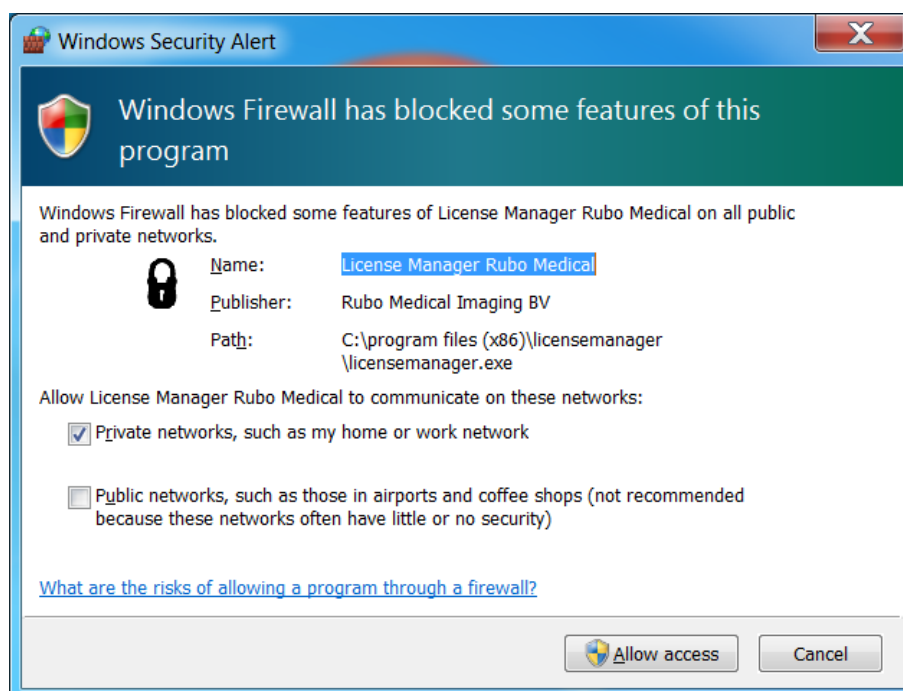 Windows Security Alert
Windows Firewall has blocked some features of this
program
Windows Firewall has blocked some features of License Manager Rubo Medical on all public
and private networks.
Name: License Manager Rubo Medical
Publisher: Rubo Medical Imaging BV
Path: C:\program files (x86)\licensemanager
\licensemanager.exe
Allow License Manager Rubo Medical to communicate on these networks:
Private networks, such as my home or work network
Public networks, such as those in airports and coffee shops (not recommended
because these networks often have little or no security)
What are the risks of allowing a program through a firewall?
Allow access Cancel